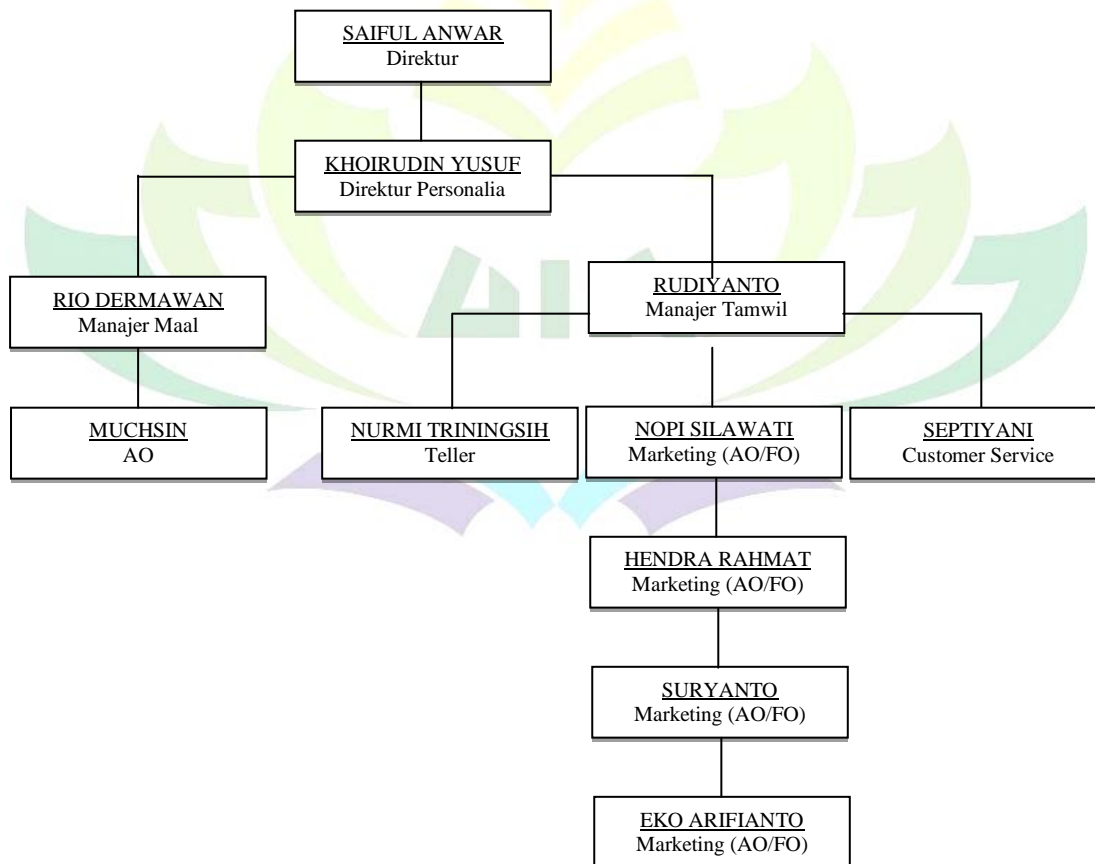 SAIFUL ANWAR
Direktur
KHOIRUDIN YUSUF
Direktur Personalia
RIO DERMAWAN
Manajer Maal
RUDIYANTO
Manajer Tamwil
MUCHSIN
AO
NURMI TRININGSIH
Teller
NOPI SILAWATI
Marketing (AO/FO)
SEPTIYANI
Customer Service
HENDRA RAHMAT
Marketing (AO/FO)
SURYANTO
Marketing (AO/FO)
EKO ARIFIANTO
Marketing (AO/FO)